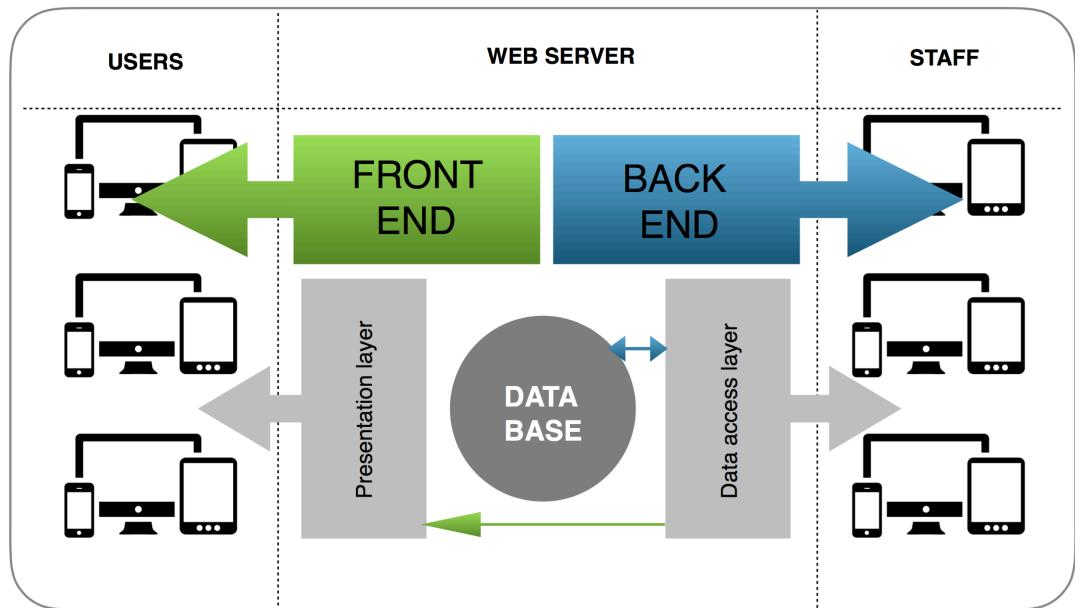 USERS
WEB SERVER
STAFF
FRONT
END
BACK
END
Presentation layer
DATA
BASE
Data access layer